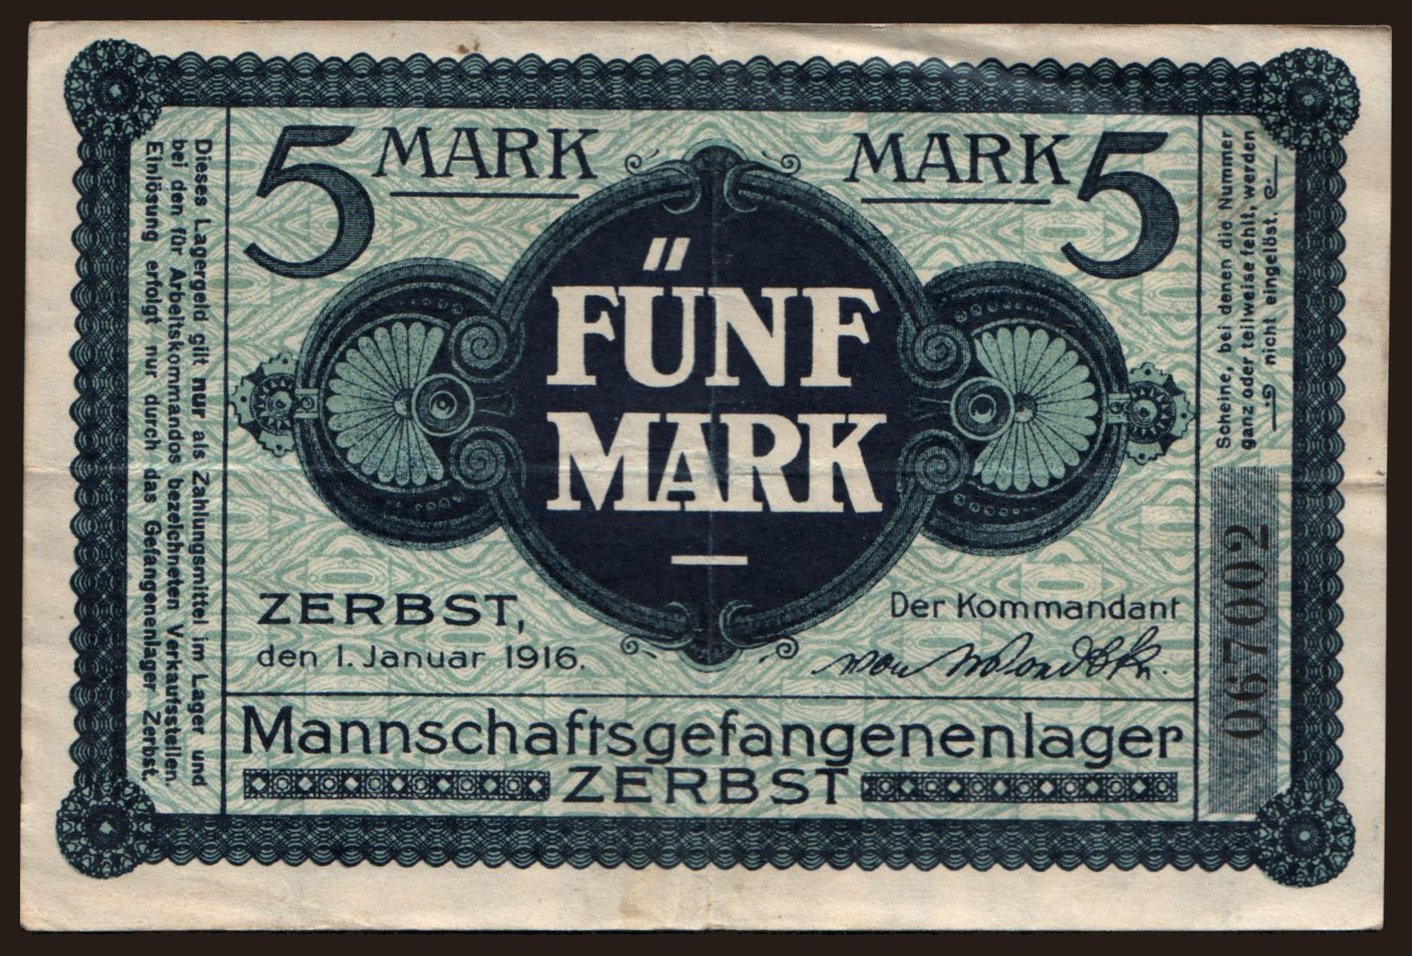 5 MARK MARK 5
FÜNF
MARK
ZERBST,
den 1. Januar 1916.
Der Kommandant
Mannschaftsgefangenenlager
ZERBST
Dieses Lagergeld gilt nur als Zahlungsmittel im Lager und
bei den für Arbeitskommandos bezeichneten Verkaufsstellen.
Einlösung erfolgt nur durch das Gefangenenlager Zerbst.
Scheine, bei denen die Nummer
ganz oder teilweise fehlt, werden
nicht eingelöst.
067002